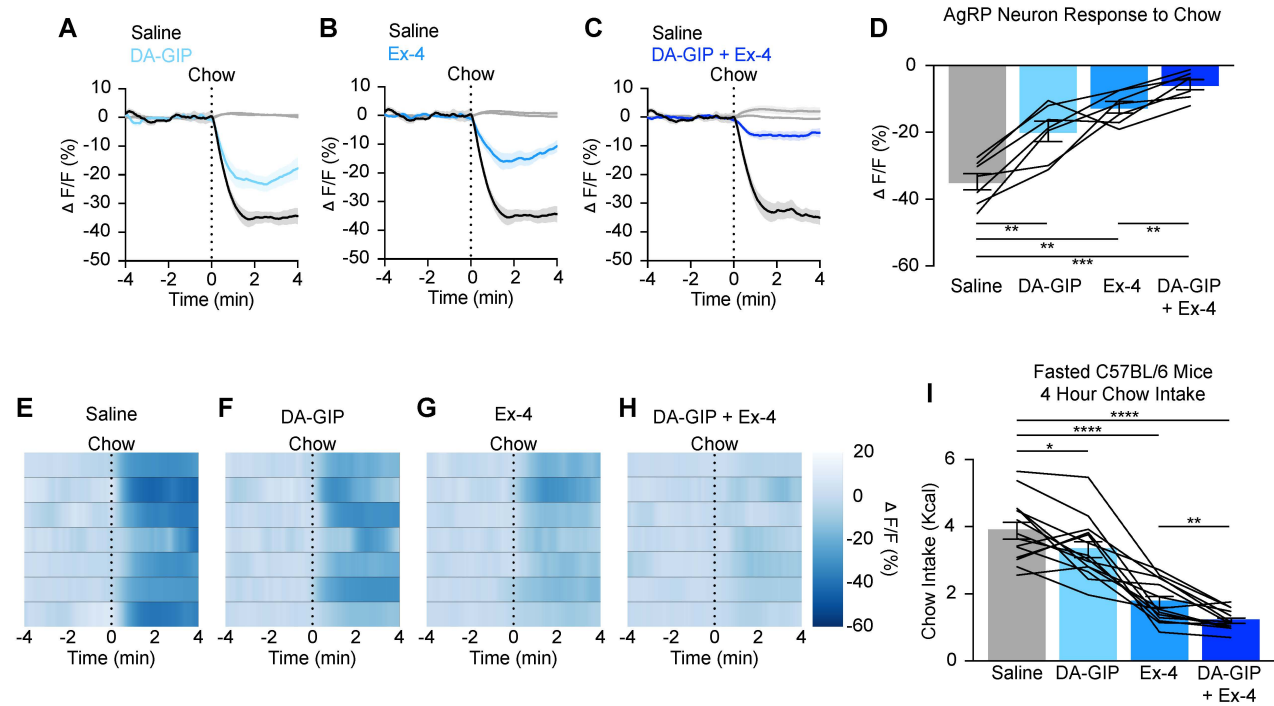 A
Saline
DA-GIP
Chow
10
0
-10
-20
-30
-40
-50
Δ F/F (%)
-4 -2 0 2 4
Time (min)
B
Saline
Ex-4
Chow
10
0
-10
-20
-30
-40
-50
Δ F/F (%)
-4 -2 0 2 4
Time (min)
C
Saline
DA-GIP + Ex-4
Chow
10
0
-10
-20
-30
-40
-50
Δ F/F (%)
-4 -2 0 2 4
Time (min)
D
AgRP Neuron Response to Chow
0
-20
-40
-60
Δ F/F (%)
** **
**
***
Saline DA-GIP Ex-4 DA-GIP
+ Ex-4
E
Saline
Chow
-4 -2 0 2 4
Time (min)
F
DA-GIP
Chow
-4 -2 0 2 4
Time (min)
G
Ex-4
Chow
-4 -2 0 2 4
Time (min)
H
DA-GIP + Ex-4
Chow
-4 -2 0 2 4
Time (min)
20
0
-20
-40
-60
Δ F/F (%)
I
Fasted C57BL/6 Mice
4 Hour Chow Intake
****
****
*
**
6
4
2
0
Chow Intake (Kcal)
Saline DA-GIP Ex-4 DA-GIP
+ Ex-4